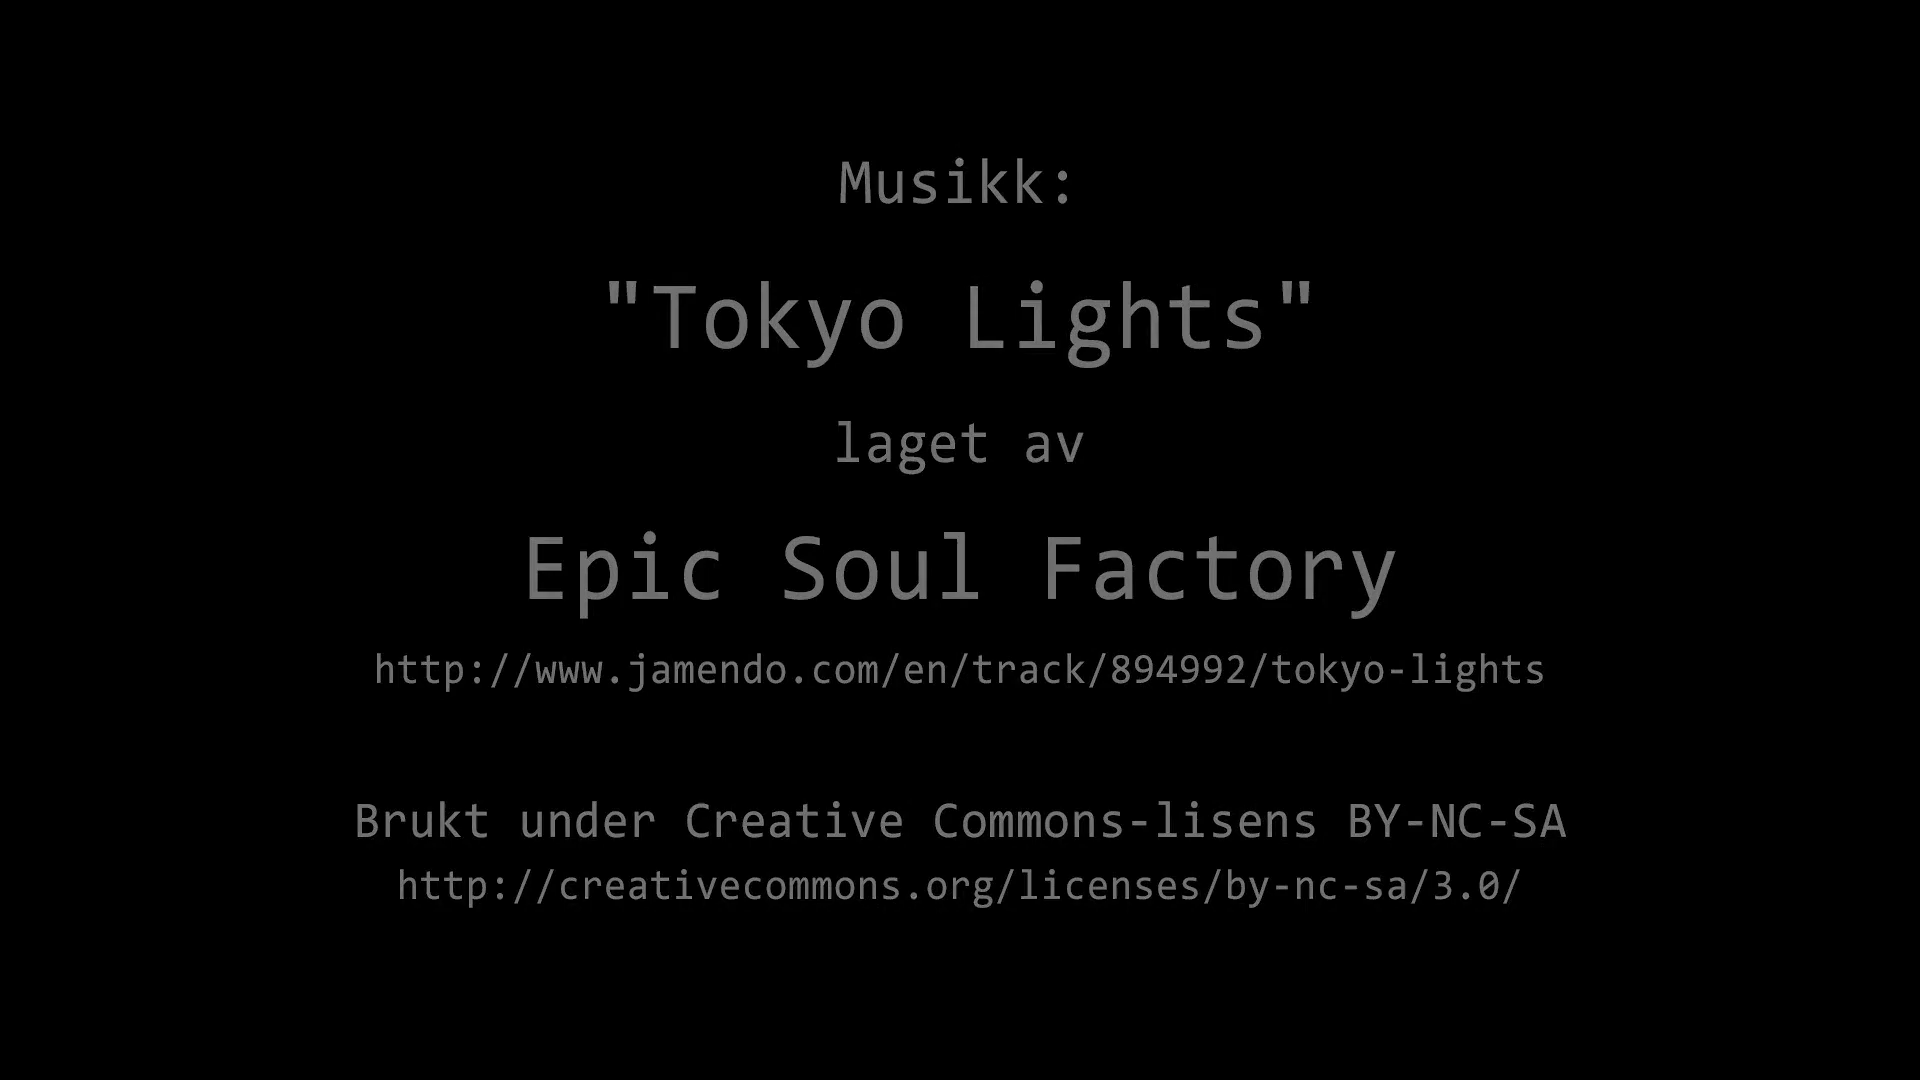 Musikk:
"Tokyo Lights"
laget av
Epic Soul Factory
http://www.jamendo.com/en/track/894992/tokyo-lights
Brukt under Creative Commons-lisens BY-NC-SA
http://creativecommons.org/licenses/by-nc-sa/3.0/